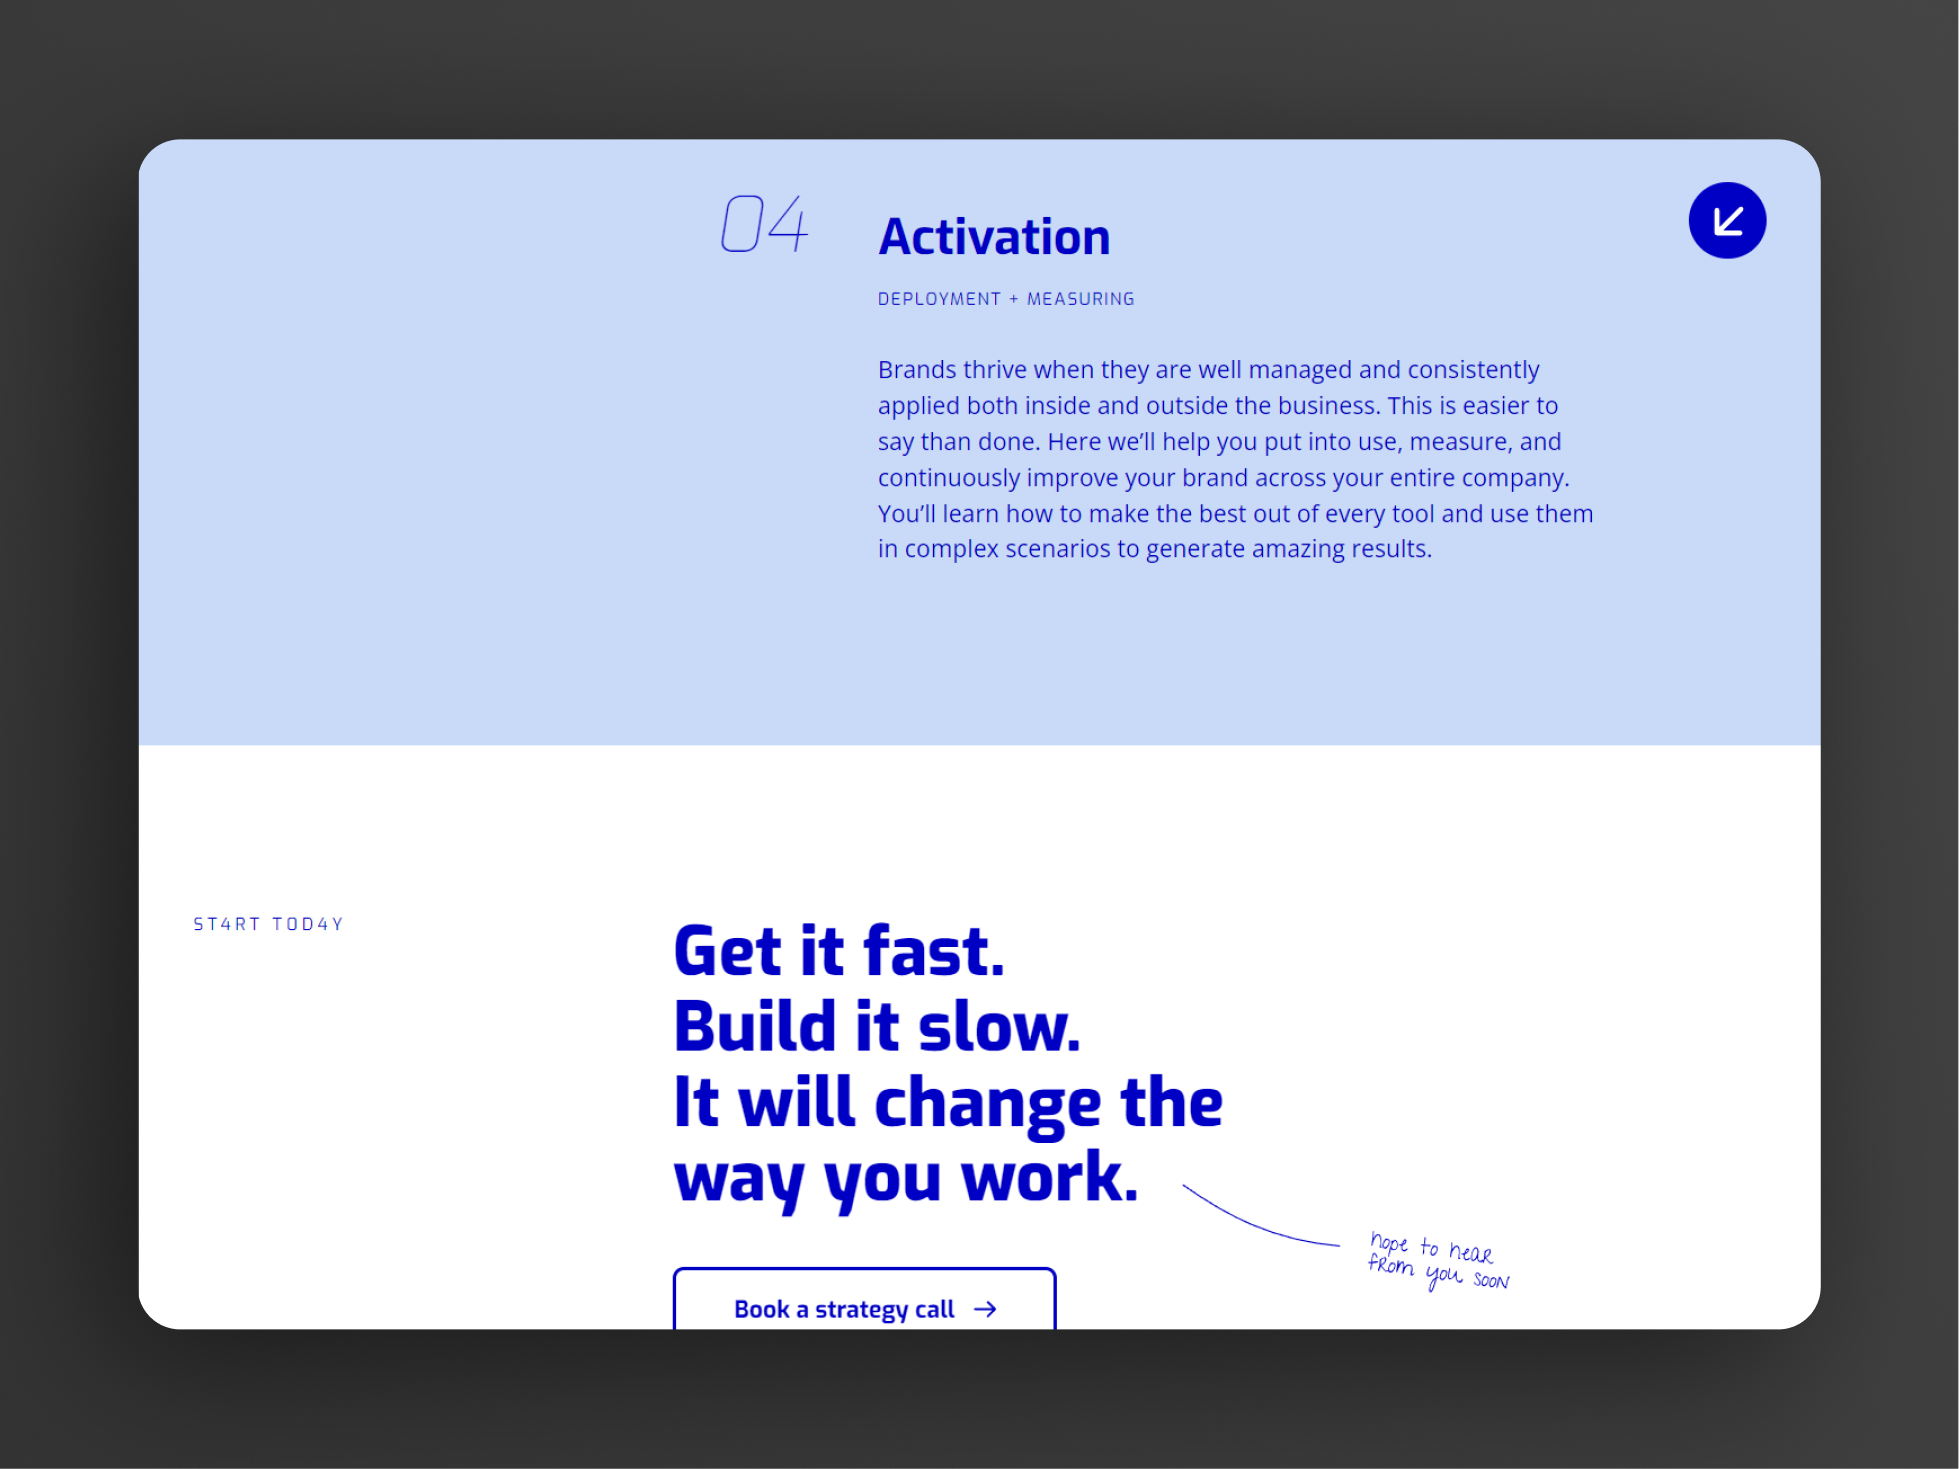 04
Activation
DEPLOYMENT + MEASURING
Brands thrive when they are well managed and consistently
applied both inside and outside the business. This is easier to
say than done. Here we’ll help you put into use, measure, and
continuously improve your brand across your entire company.
You’ll learn how to make the best out of every tool and use them
in complex scenarios to generate amazing results.
ST4RT TOD4Y
Get it fast.
Build it slow.
It will change the
way you work.
hope to hear
from you soon
Book a strategy call →